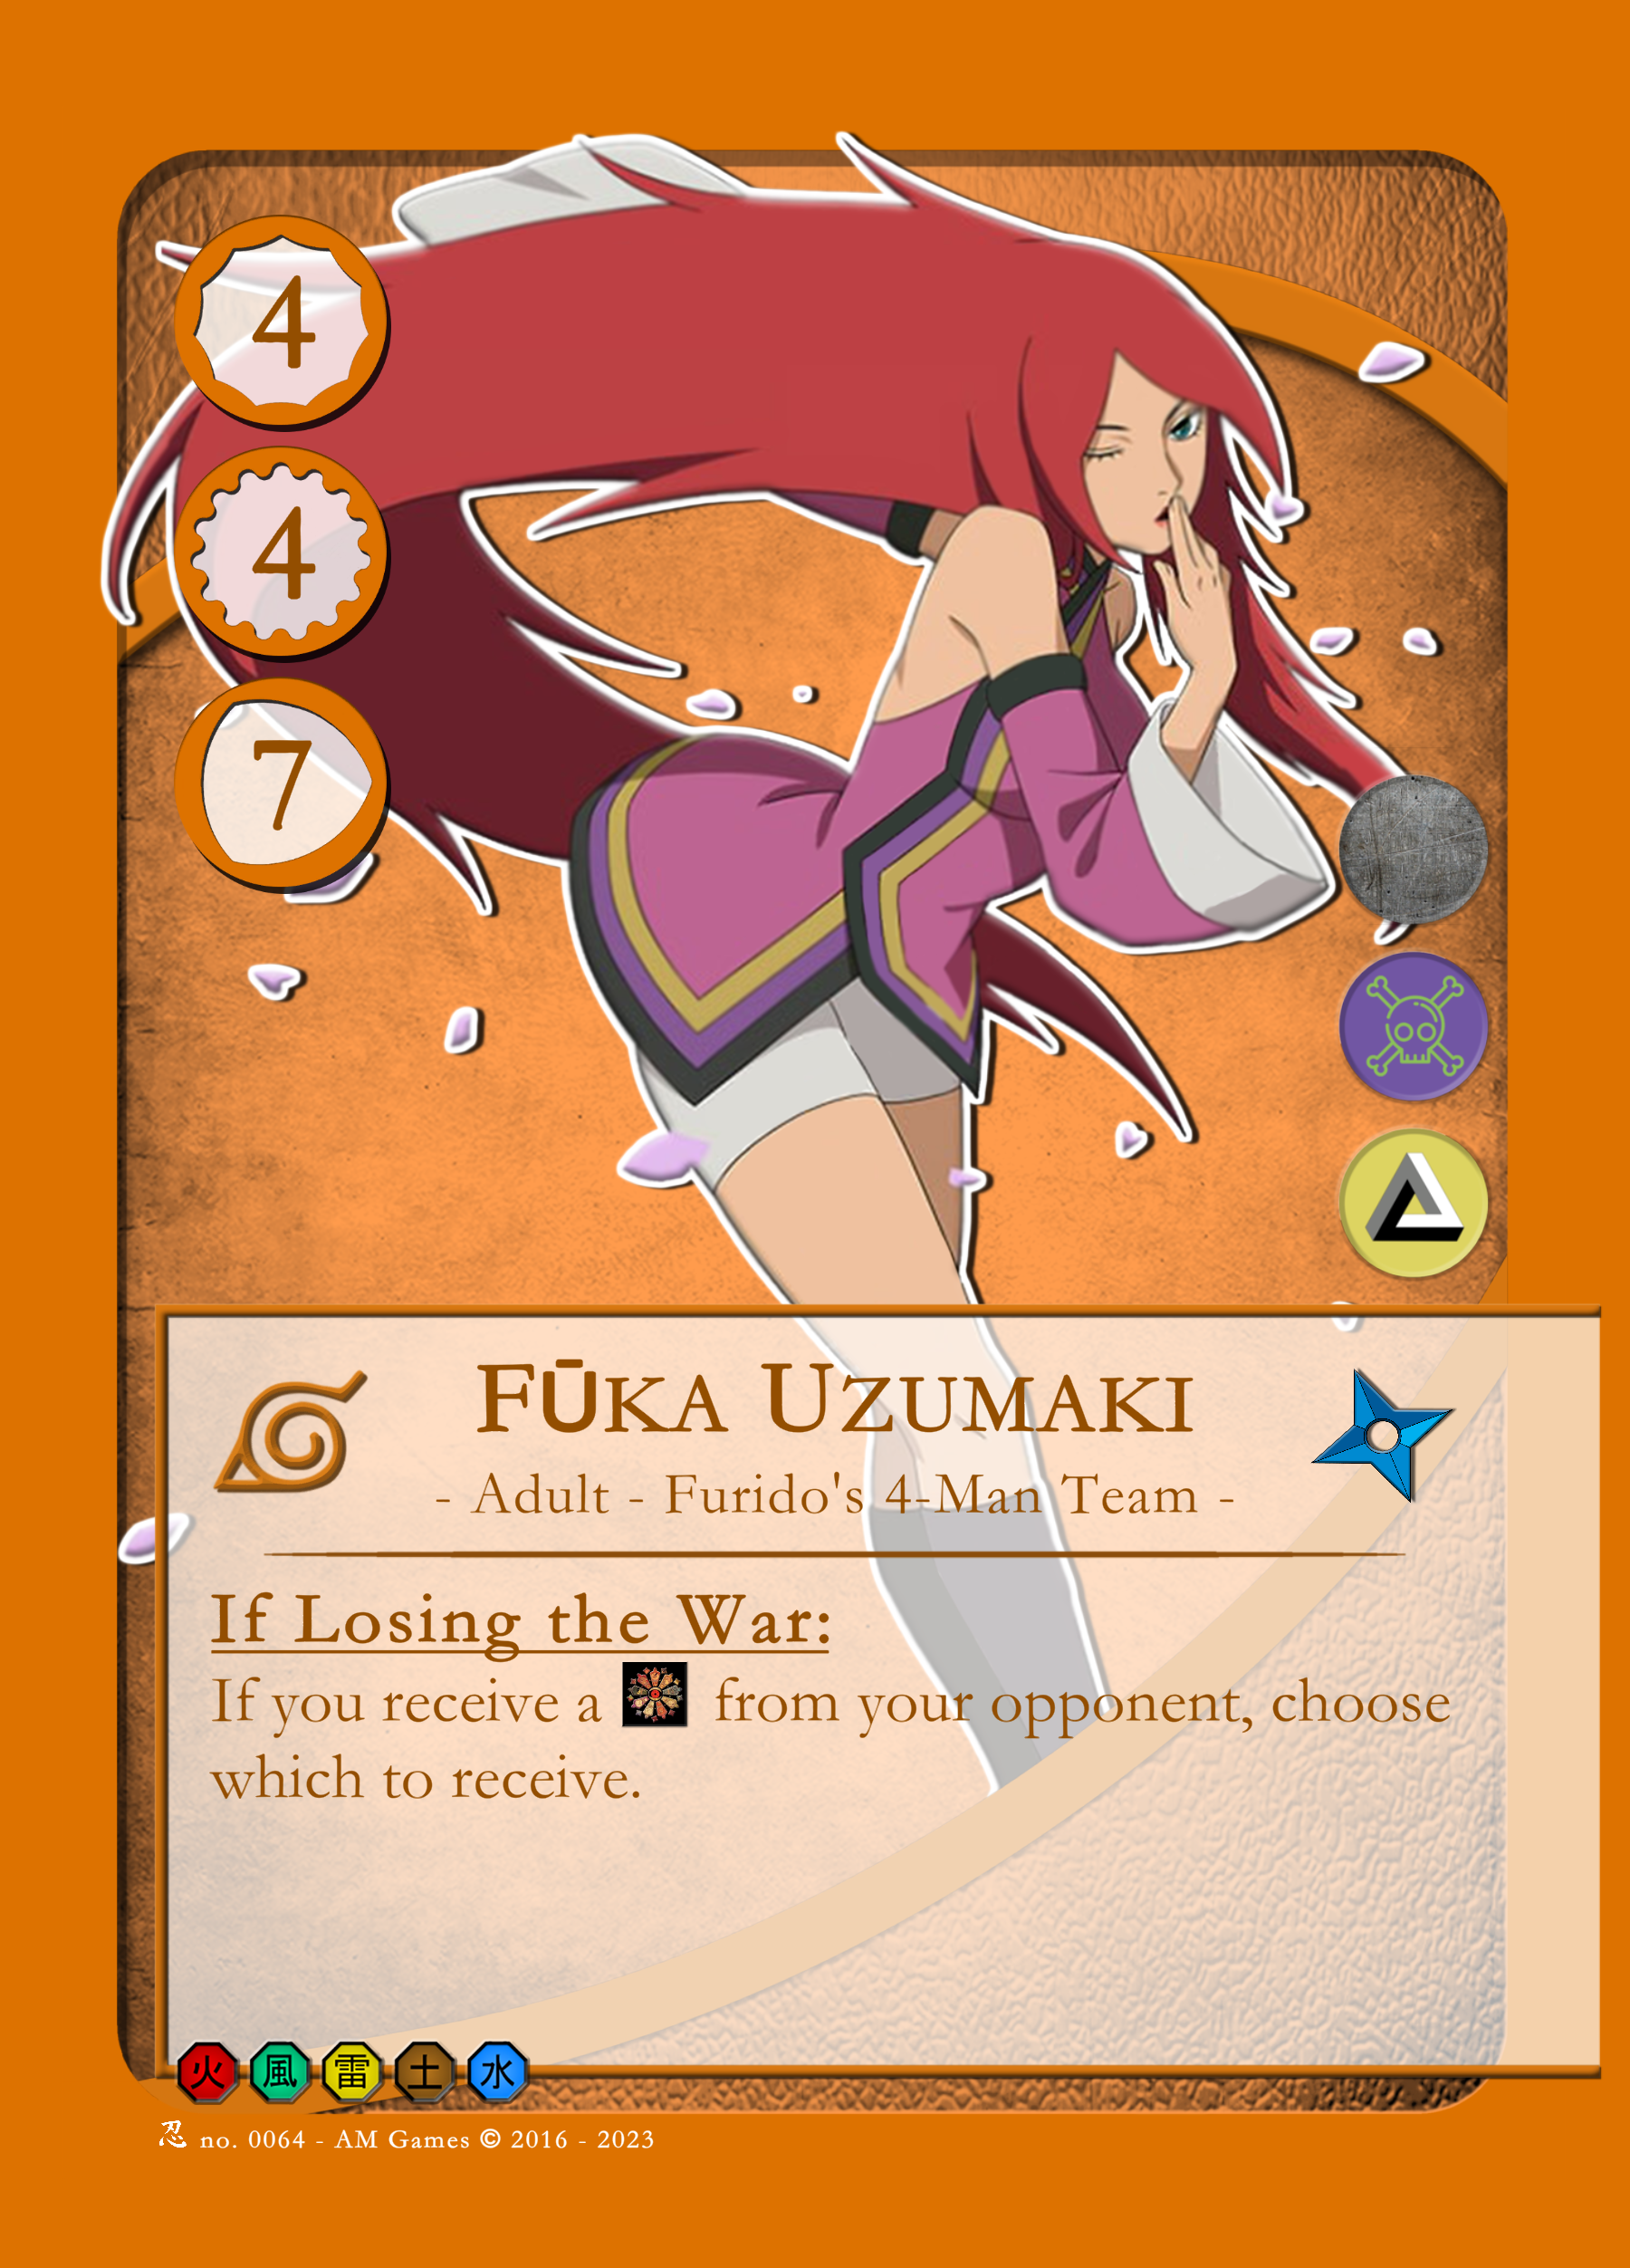 4
4
7
FŪKA UZUMAKI
- Adult - Furido's 4-Man Team -
If Losing the War:
If you receive a from your opponent, choose
which to receive.
火 風 雷 土 水
忍 no. 0064 - AM Games © 2016 - 2023